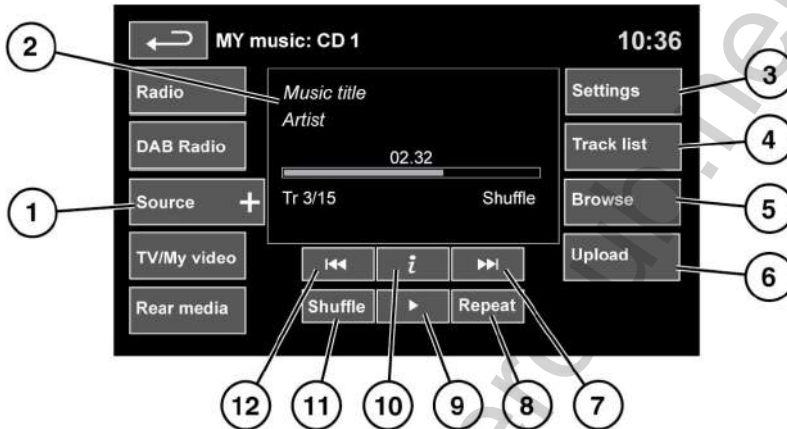 MY music: CD 1
10:36
2
3
Radio
Music title
Artist
Settings
DAB Radio
02.32
Track list
4
1
Source +
Tr 3/15
Shuffle
Browse
5
TV/My video
i
Upload
6
Rear media
Shuffle
Repeat
12
11
10
9
8
7